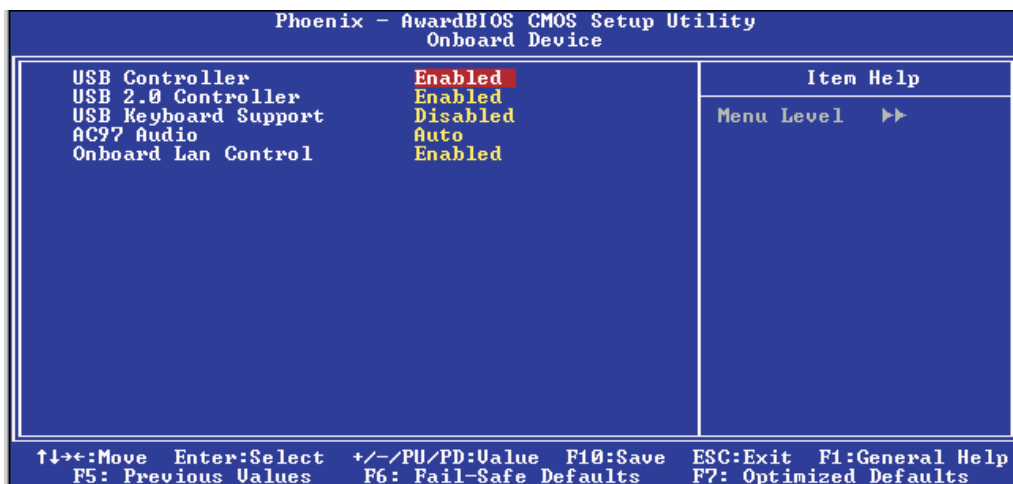 Phoenix - AwardBIOS CMOS Setup Utility
Onboard Device
USB Controller Enabled
USB 2.0 Controller Enabled
USB Keyboard Support Disabled
AC97 Audio Auto
Onboard Lan Control Enabled
Item Help
Menu Level ▶▶
↑↓→←:Move Enter:Select +/-/PU/PD:Value F10:Save ESC:Exit F1:General Help
F5: Previous Values F6: Fail-Safe Defaults F7: Optimized Defaults